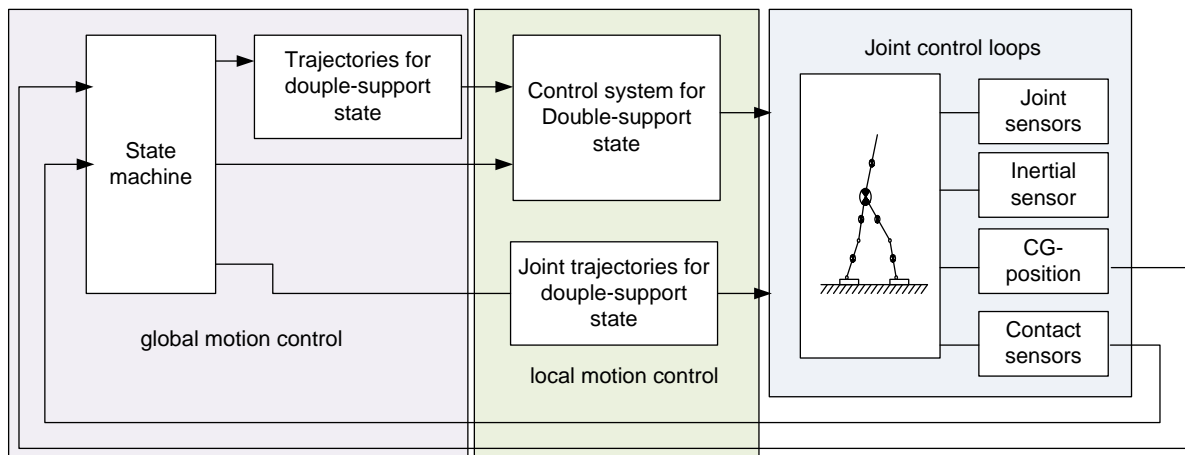 State
machine
Trajectories for
douple-support
state
global motion control
Control system for
Double-support
state
Joint trajectories for
douple-support
state
local motion control
Joint control loops
Joint
sensors
Inertial
sensor
CG-
position
Contact
sensors